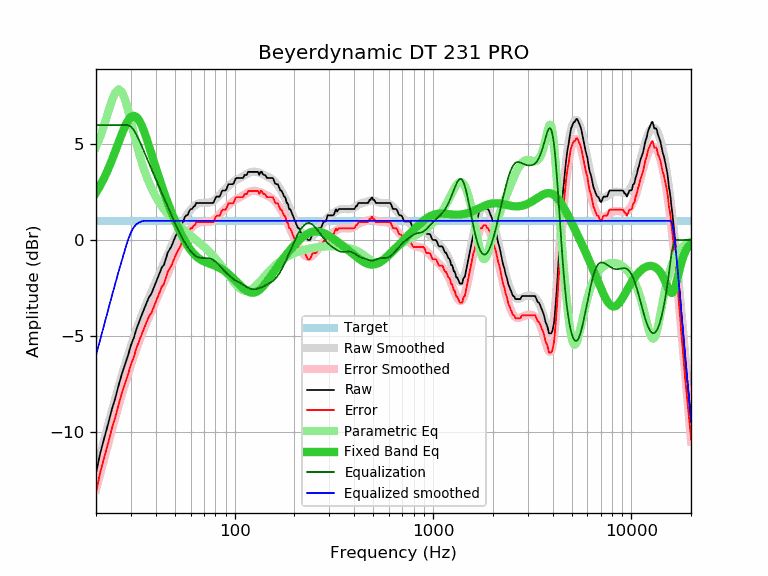 Beyerdynamic DT 231 PRO
Amplitude (dBr)
5
0
−5
−10
Target
Raw Smoothed
Error Smoothed
Raw
Error
Parametric Eq
Fixed Band Eq
Equalization
Equalized smoothed
100
1000
10000
Frequency (Hz)